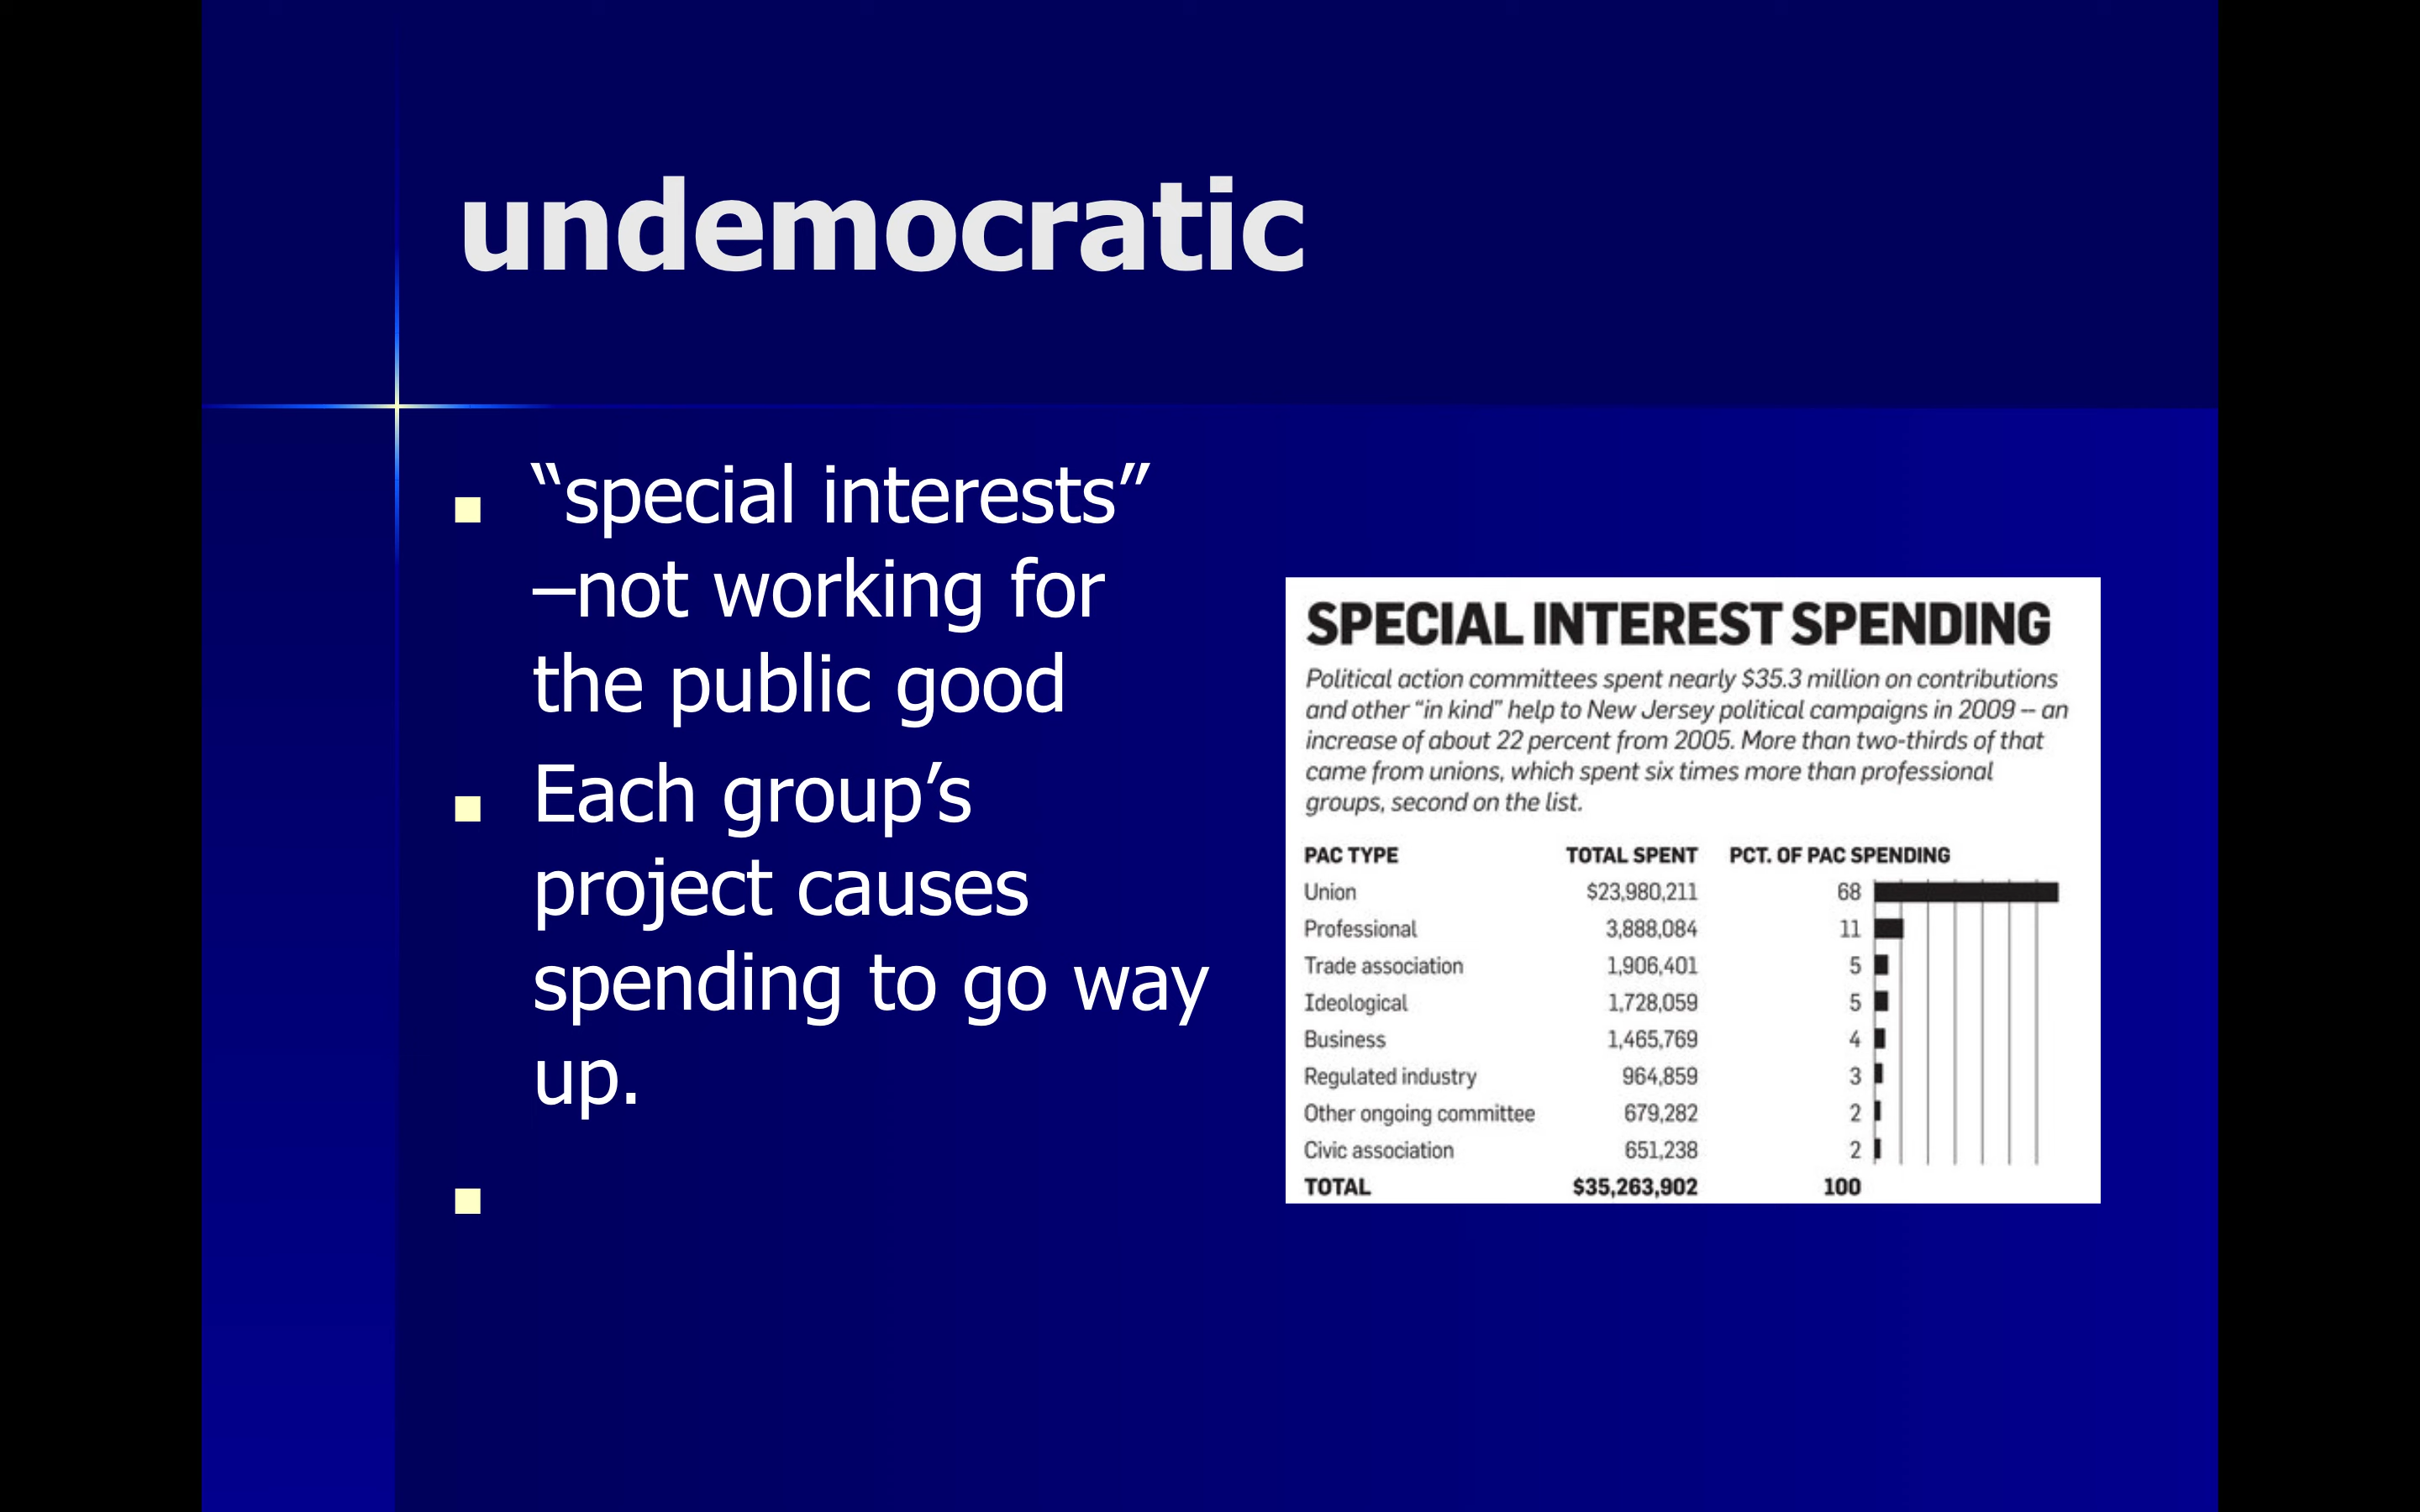 undemocratic
“special interests”
–not working for
the public good
Each group’s
project causes
spending to go way
up.
SPECIAL INTEREST SPENDING
Political action committees spent nearly $35.3 million on contributions
and other “in kind” help to New Jersey political campaigns in 2009 – an
increase of about 22 percent from 2005. More than two-thirds of that
came from unions, which spent six times more than professional
groups, second on the list.
PAC TYPE TOTAL SPENT PCT. OF PAC SPENDING
Union $23,980,211 68
Professional 3,888,084 11
Trade association 1,906,401 5
Ideological 1,728,059 5
Business 1,465,769 4
Regulated industry 964,859 3
Other ongoing committee 679,282 2
Civic association 651,238 2
TOTAL $35,263,902 100